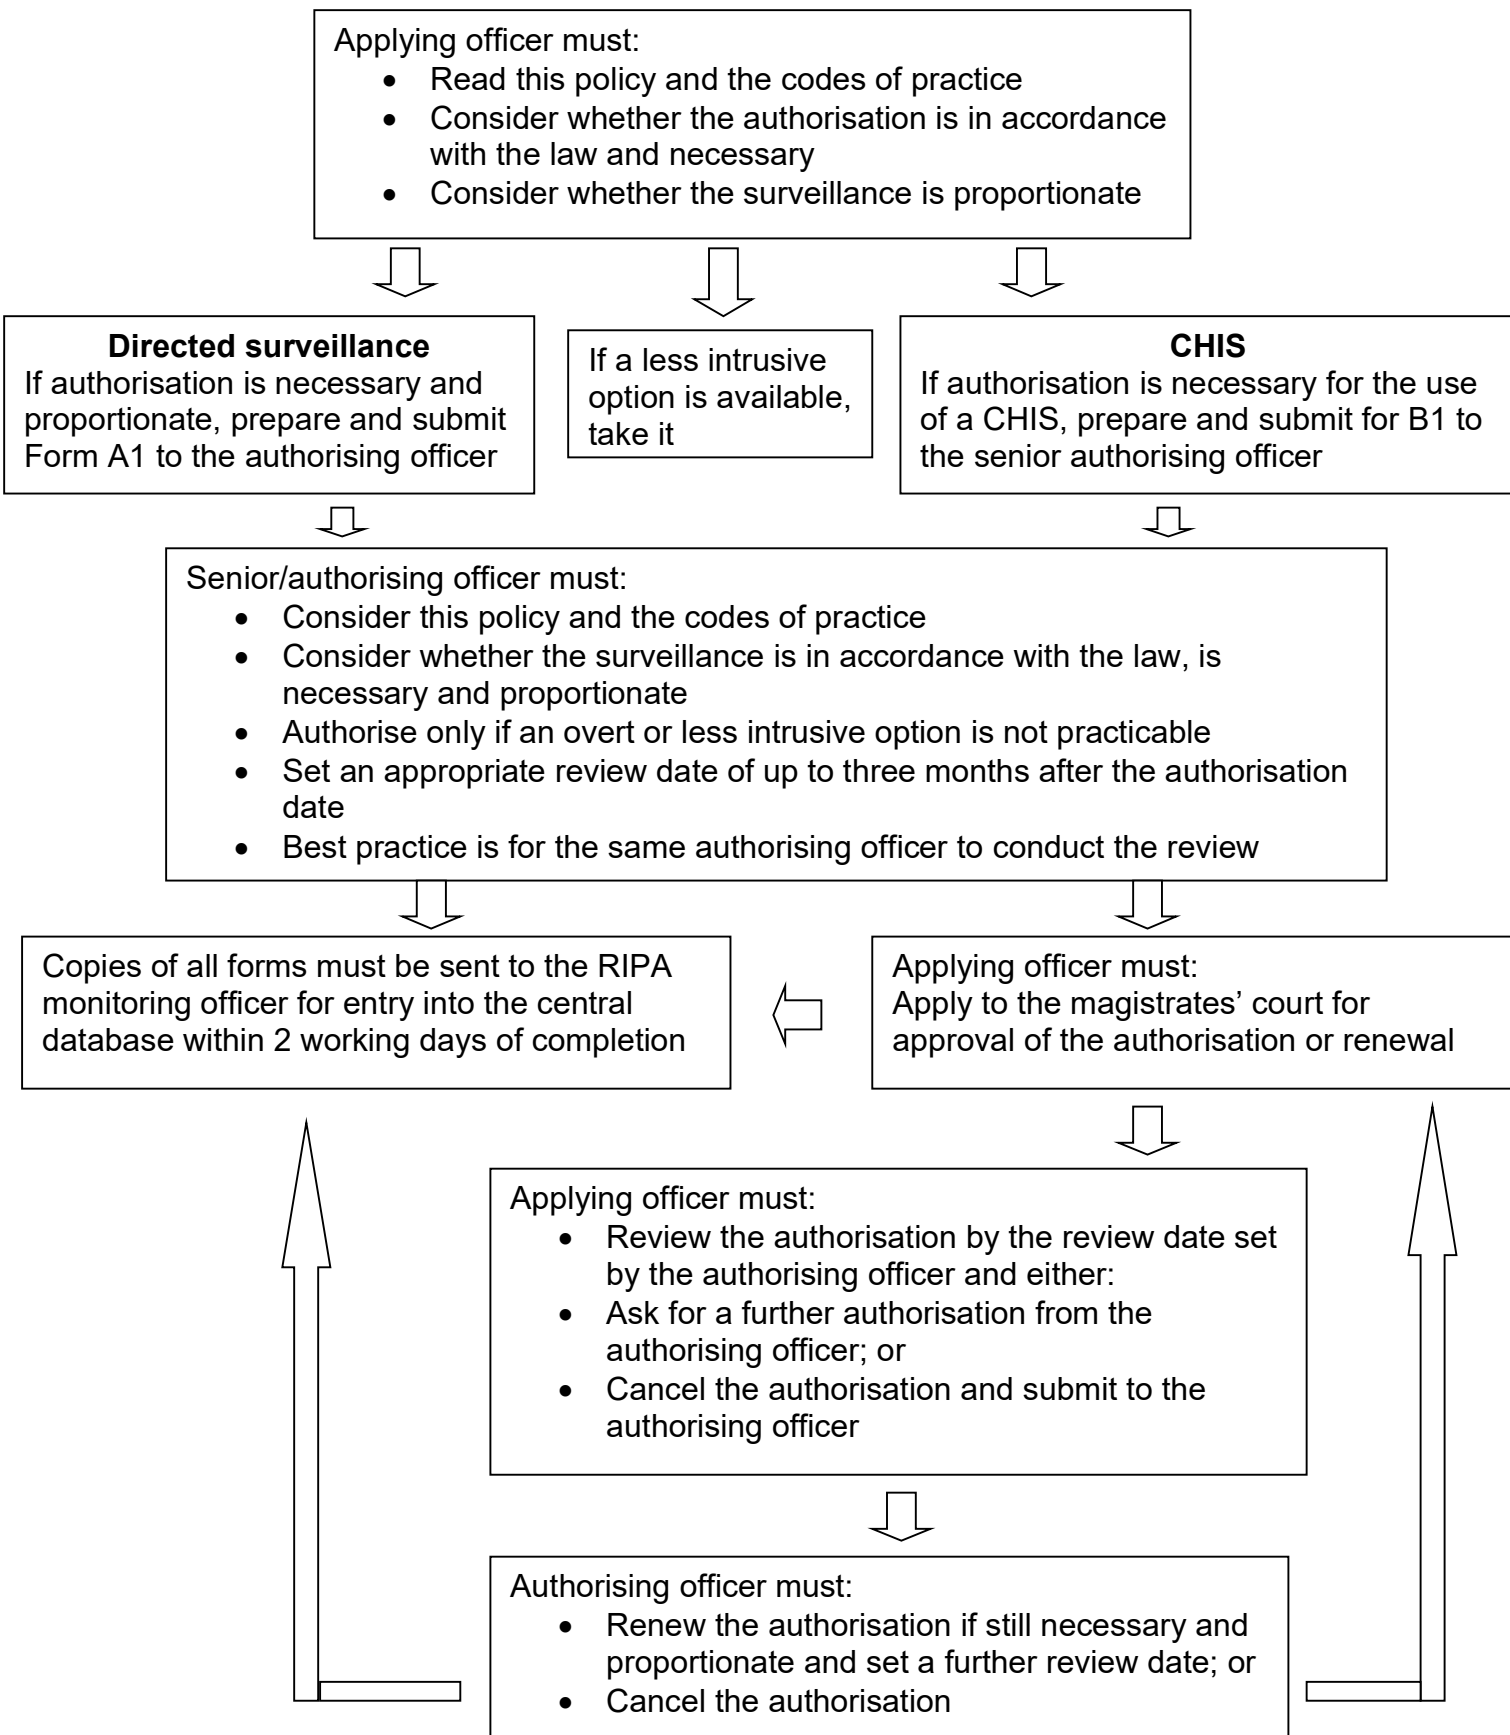 Applying officer must:
• Read this policy and the codes of practice
• Consider whether the authorisation is in accordance
with the law and necessary
• Consider whether the surveillance is proportionate
Directed surveillance
If authorisation is necessary and
proportionate, prepare and submit
Form A1 to the authorising officer
If a less intrusive
option is available,
take it
CHIS
If authorisation is necessary for the use
of a CHIS, prepare and submit for B1 to
the senior authorising officer
Senior/authorising officer must:
• Consider this policy and the codes of practice
• Consider whether the surveillance is in accordance with the law, is
necessary and proportionate
• Authorise only if an overt or less intrusive option is not practicable
• Set an appropriate review date of up to three months after the authorisation
date
• Best practice is for the same authorising officer to conduct the review
Copies of all forms must be sent to the RIPA
monitoring officer for entry into the central
database within 2 working days of completion
Applying officer must:
Apply to the magistrates’ court for
approval of the authorisation or renewal
Applying officer must:
• Review the authorisation by the review date set
by the authorising officer and either:
• Ask for a further authorisation from the
authorising officer; or
• Cancel the authorisation and submit to the
authorising officer
Authorising officer must:
• Renew the authorisation if still necessary and
proportionate and set a further review date; or
• Cancel the authorisation